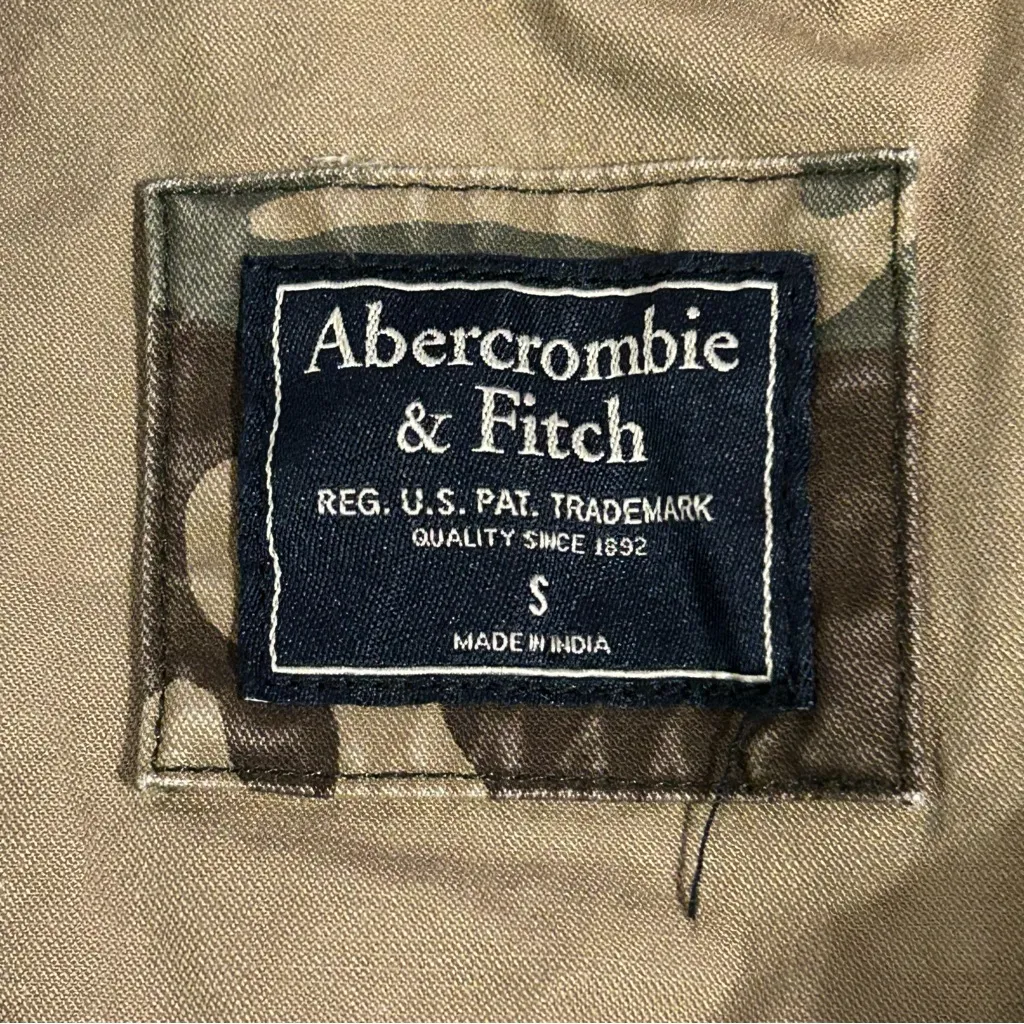 Abercrombie
& Fitch
REG. U.S. PAT. TRADEMARK
QUALITY SINCE 1892
S
MADE IN INDIA